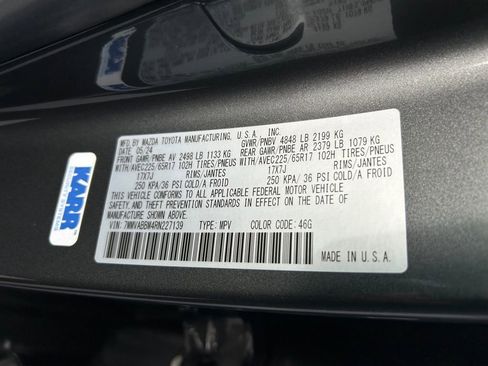 MFD. BY MAZDA TOYOTA MANUFACTURING, U.S.A., INC.
DATE: 05/24 GVWR/PNBV 4848 LB 2199 KG
FRONT GAWR/PNBE AV 2498 LB 1133 KG REAR GAWR/PNBE AR 2379 LB 1079 KG
WITH/AVEC225/65R17 102H TIRES/PNEUS WITH/AVEC225/65R17 102H TIRES/PNEUS
17X7J RIMS/JANTES 17X7J RIMS/JANTES
250 KPA/ 36 PSI COLD/A FROID 250 KPA/ 36 PSI COLD/A FROID
THIS VEHICLE CONFORMS TO ALL APPLICABLE FEDERAL MOTOR VEHICLE
SAFETY AND THEFT PREVENTION STANDARDS IN EFFECT ON THE DATE OF
MANUFACTURE SHOWN ABOVE.
VIN: 7MMVABBM4RN227139 TYPE: MPV COLOR CODE: 46G
MADE IN U.S.A.
KARR